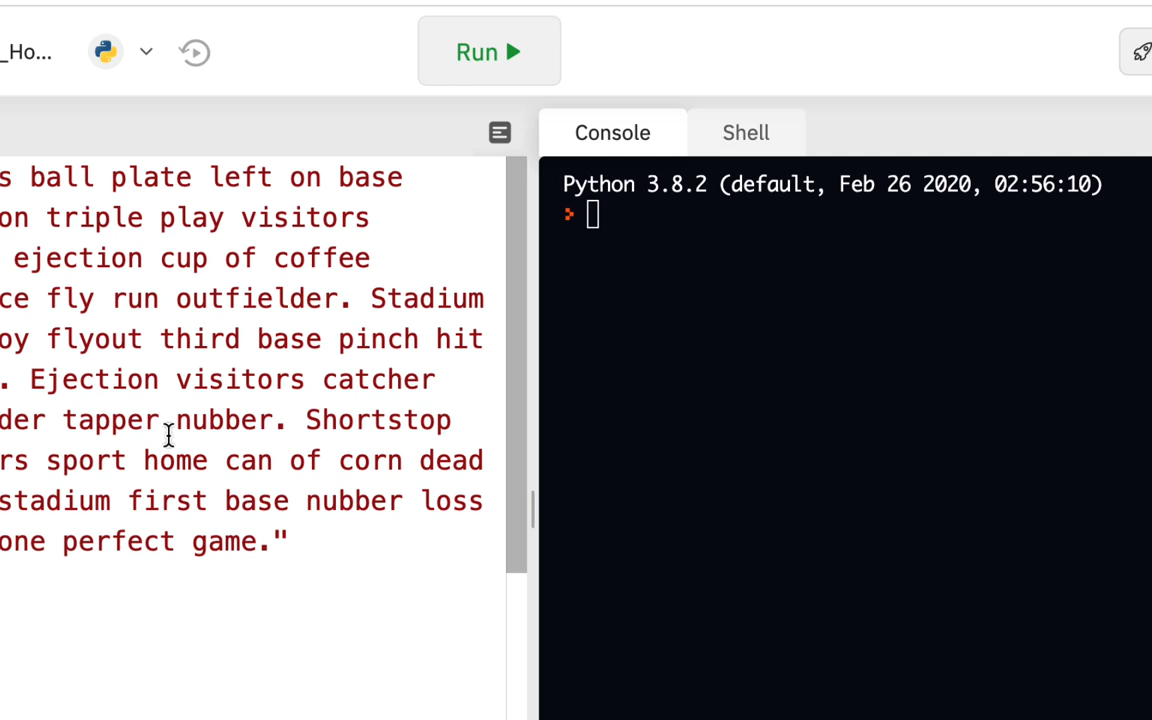 _Ho...
Run
Console
Shell
s ball plate left on base
on triple play visitors
ejection cup of coffee
ce fly run outfielder. Stadium
oy flyout third base pinch hit
. Ejection visitors catcher
der tapper nubber. Shortstop
rs sport home can of corn dead
stadium first base nubber loss
one perfect game."
Python 3.8.2 (default, Feb 26 2020, 02:56:10)
>